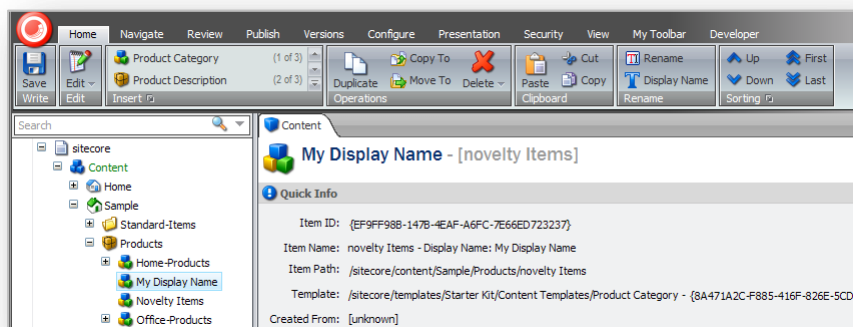 Home Navigate Review Publish Versions Configure Presentation Security View My Toolbar Developer
Save
Write
Edit
Edit
Product Category (1 of 3)
Product Description (2 of 3)
Insert
Duplicate
Copy To
Move To
Delete
Operations
Paste
Cut
Copy
Clipboard
Rename
Display Name
Rename
Up
First
Down
Last
Sorting
Search
sitecore
Content
Home
Sample
Standard-Items
Products
Home-Products
My Display Name
Novelty Items
Office-Products
Content
My Display Name - [novelty Items]
Quick Info
Item ID: {EF9FF98B-147B-4EAF-A6FC-7E66ED723237}
Item Name: novelty Items - Display Name: My Display Name
Item Path: /sitecore/content/Sample/Products/novelty Items
Template: /sitecore/templates/Starter Kit/Content Templates/Product Category - {8A471A2C-F885-416F-826E-5CD
Created From: [unknown]